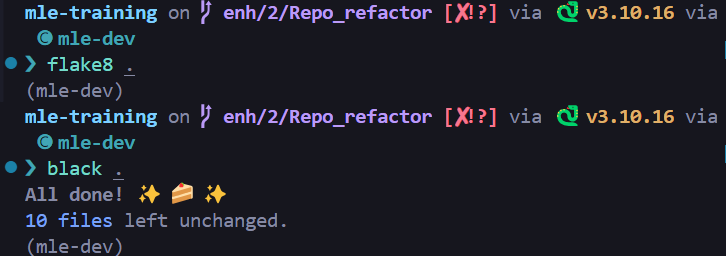 mle-training on enh/2/Repo_refactor [✘!?] via 🐍 v3.10.16 via
🅒 mle-dev
❯ flake8 .
(mle-dev)
mle-training on enh/2/Repo_refactor [✘!?] via 🐍 v3.10.16 via
🅒 mle-dev
❯ black .
All done! ✨ 🍰 ✨
10 files left unchanged.
(mle-dev)